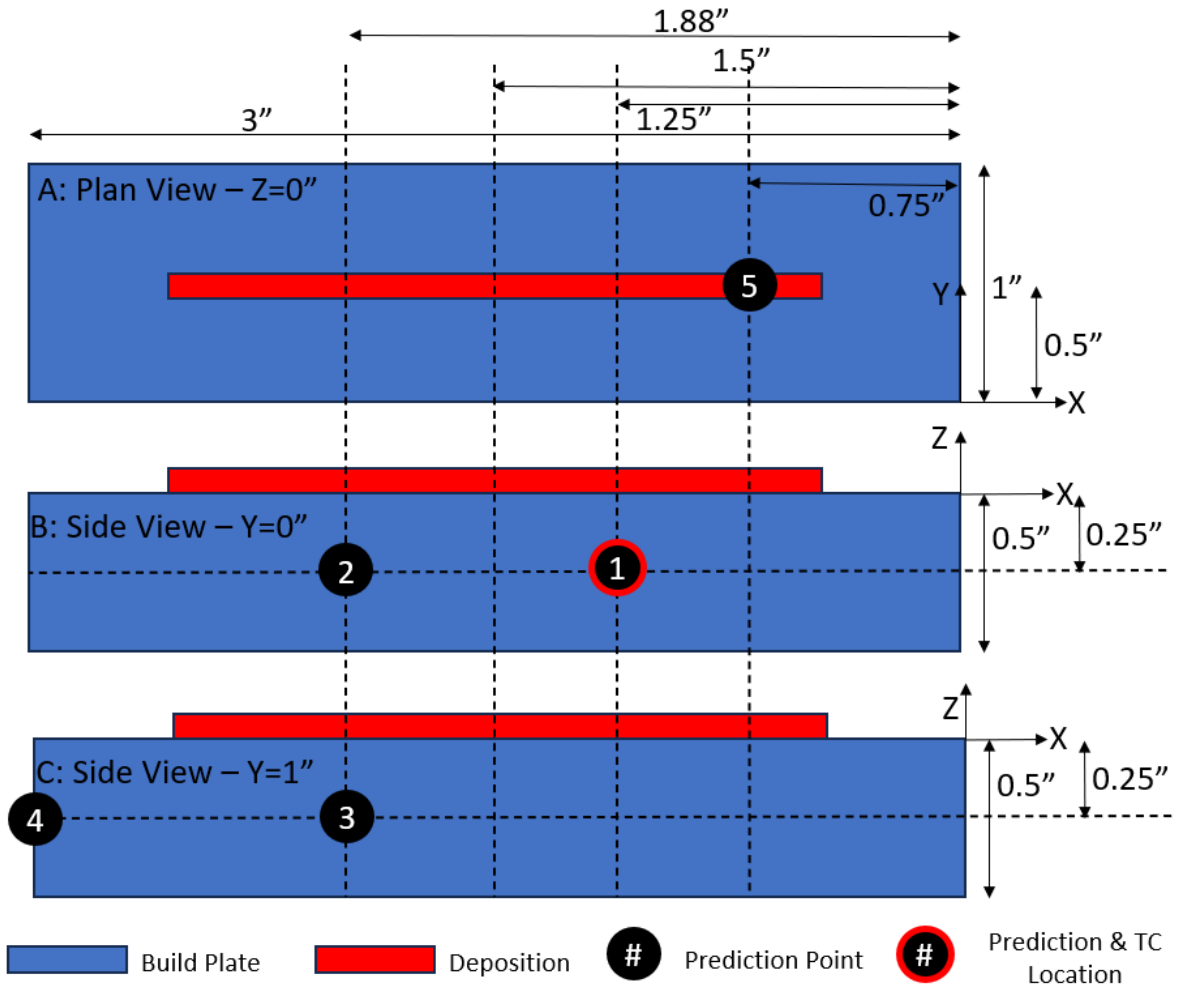 1.88”
1.5”
3”
1.25”
A: Plan View – Z=0”
0.75”
5
Y
1”
0.5”
X
Z
X
B: Side View – Y=0”
0.5”
0.25”
2
1
Z
X
C: Side View – Y=1”
0.5”
0.25”
4
3
Build Plate
Deposition
#
Prediction Point
#
Prediction & TC
Location